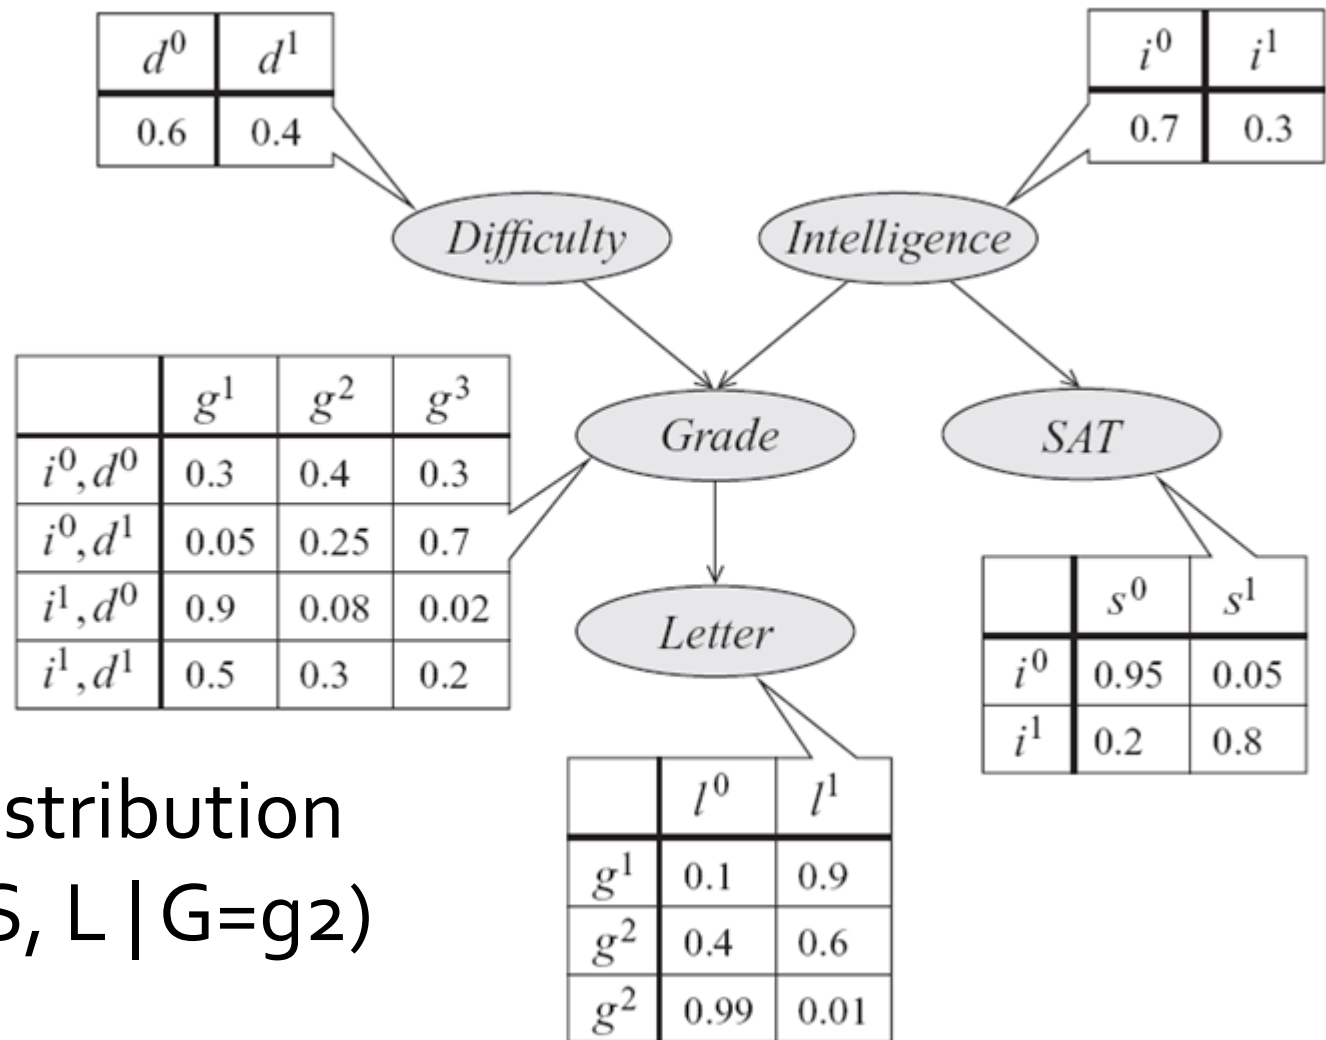 d⁰ d¹
0.6 0.4
i⁰ i¹
0.7 0.3
Difficulty
Intelligence
g¹ g² g³
i⁰,d⁰ 0.3 0.4 0.3
i⁰,d¹ 0.05 0.25 0.7
i¹,d⁰ 0.9 0.08 0.02
i¹,d¹ 0.5 0.3 0.2
Grade
SAT
Letter
s⁰ s¹
i⁰ 0.95 0.05
i¹ 0.2 0.8
l⁰ l¹
g¹ 0.1 0.9
g² 0.4 0.6
g² 0.99 0.01
stribution
S, L | G=g2)